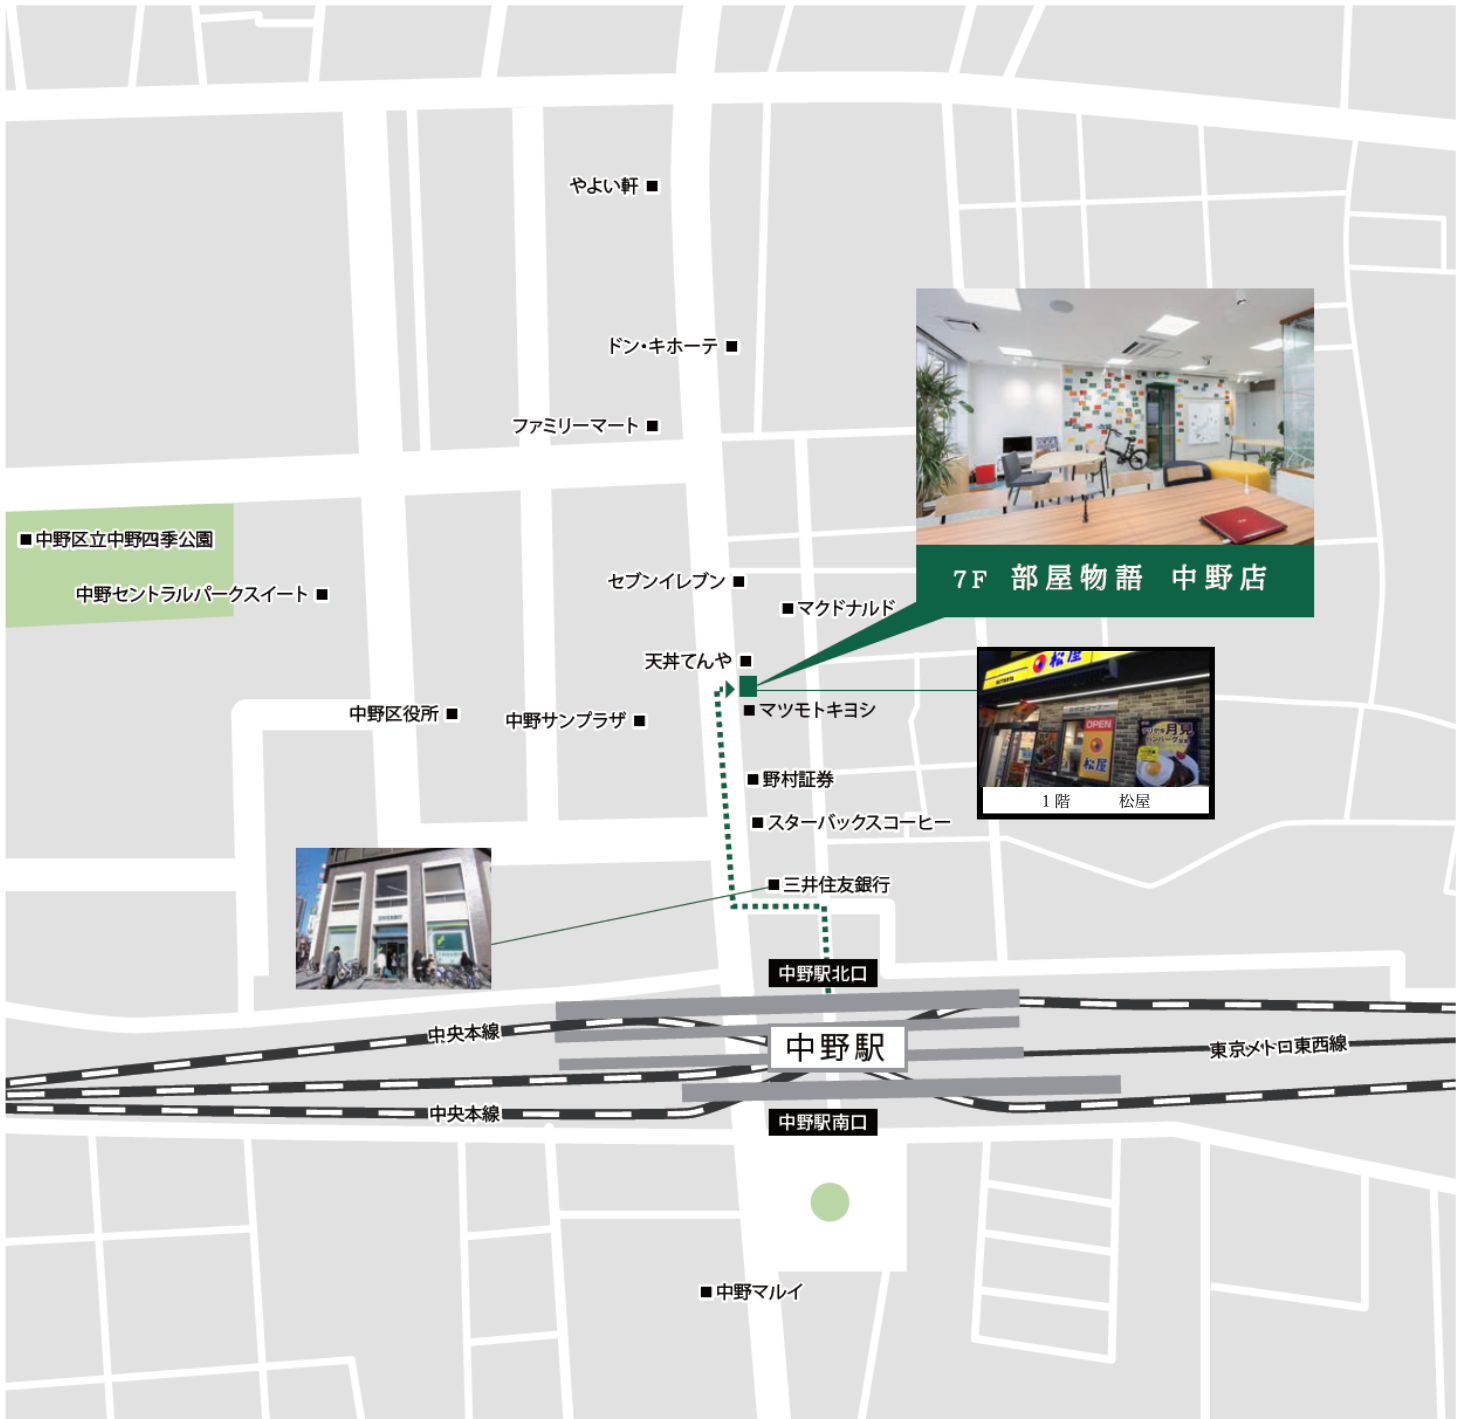 やよい軒
ドン・キホーテ
ファミリーマート
中野区立中野四季公園
中野セントラルパークスイート
セブンイレブン
マクドナルド
7F 部屋物語 中野店
天丼てんや
松屋
OPEN
月見
松屋
1階 松屋
中野区役所
中野サンプラザ
マツモトキヨシ
野村証券
スターバックスコーヒー
三井住友銀行
中野駅北口
中央本線
中野駅
東京メトロ東西線
中央本線
中野駅南口
中野マルイ